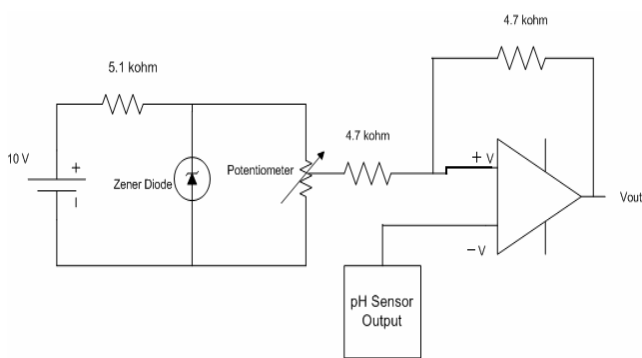 4.7 kohm
5.1 kohm
4.7 kohm
10 V
+
Zener Diode
Potentiometer
+ V
Vout
– V
pH Sensor
Output